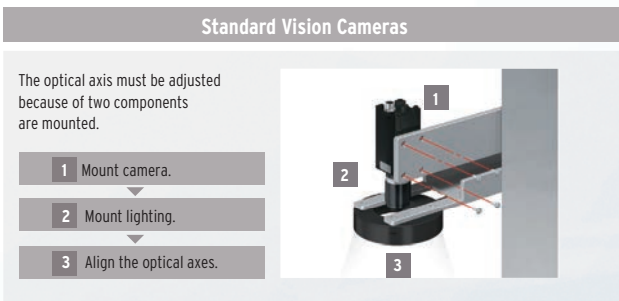 Standard Vision Cameras
The optical axis must be adjusted
because of two components
are mounted.
1 Mount camera.
2 Mount lighting.
3 Align the optical axes.
1
2
3